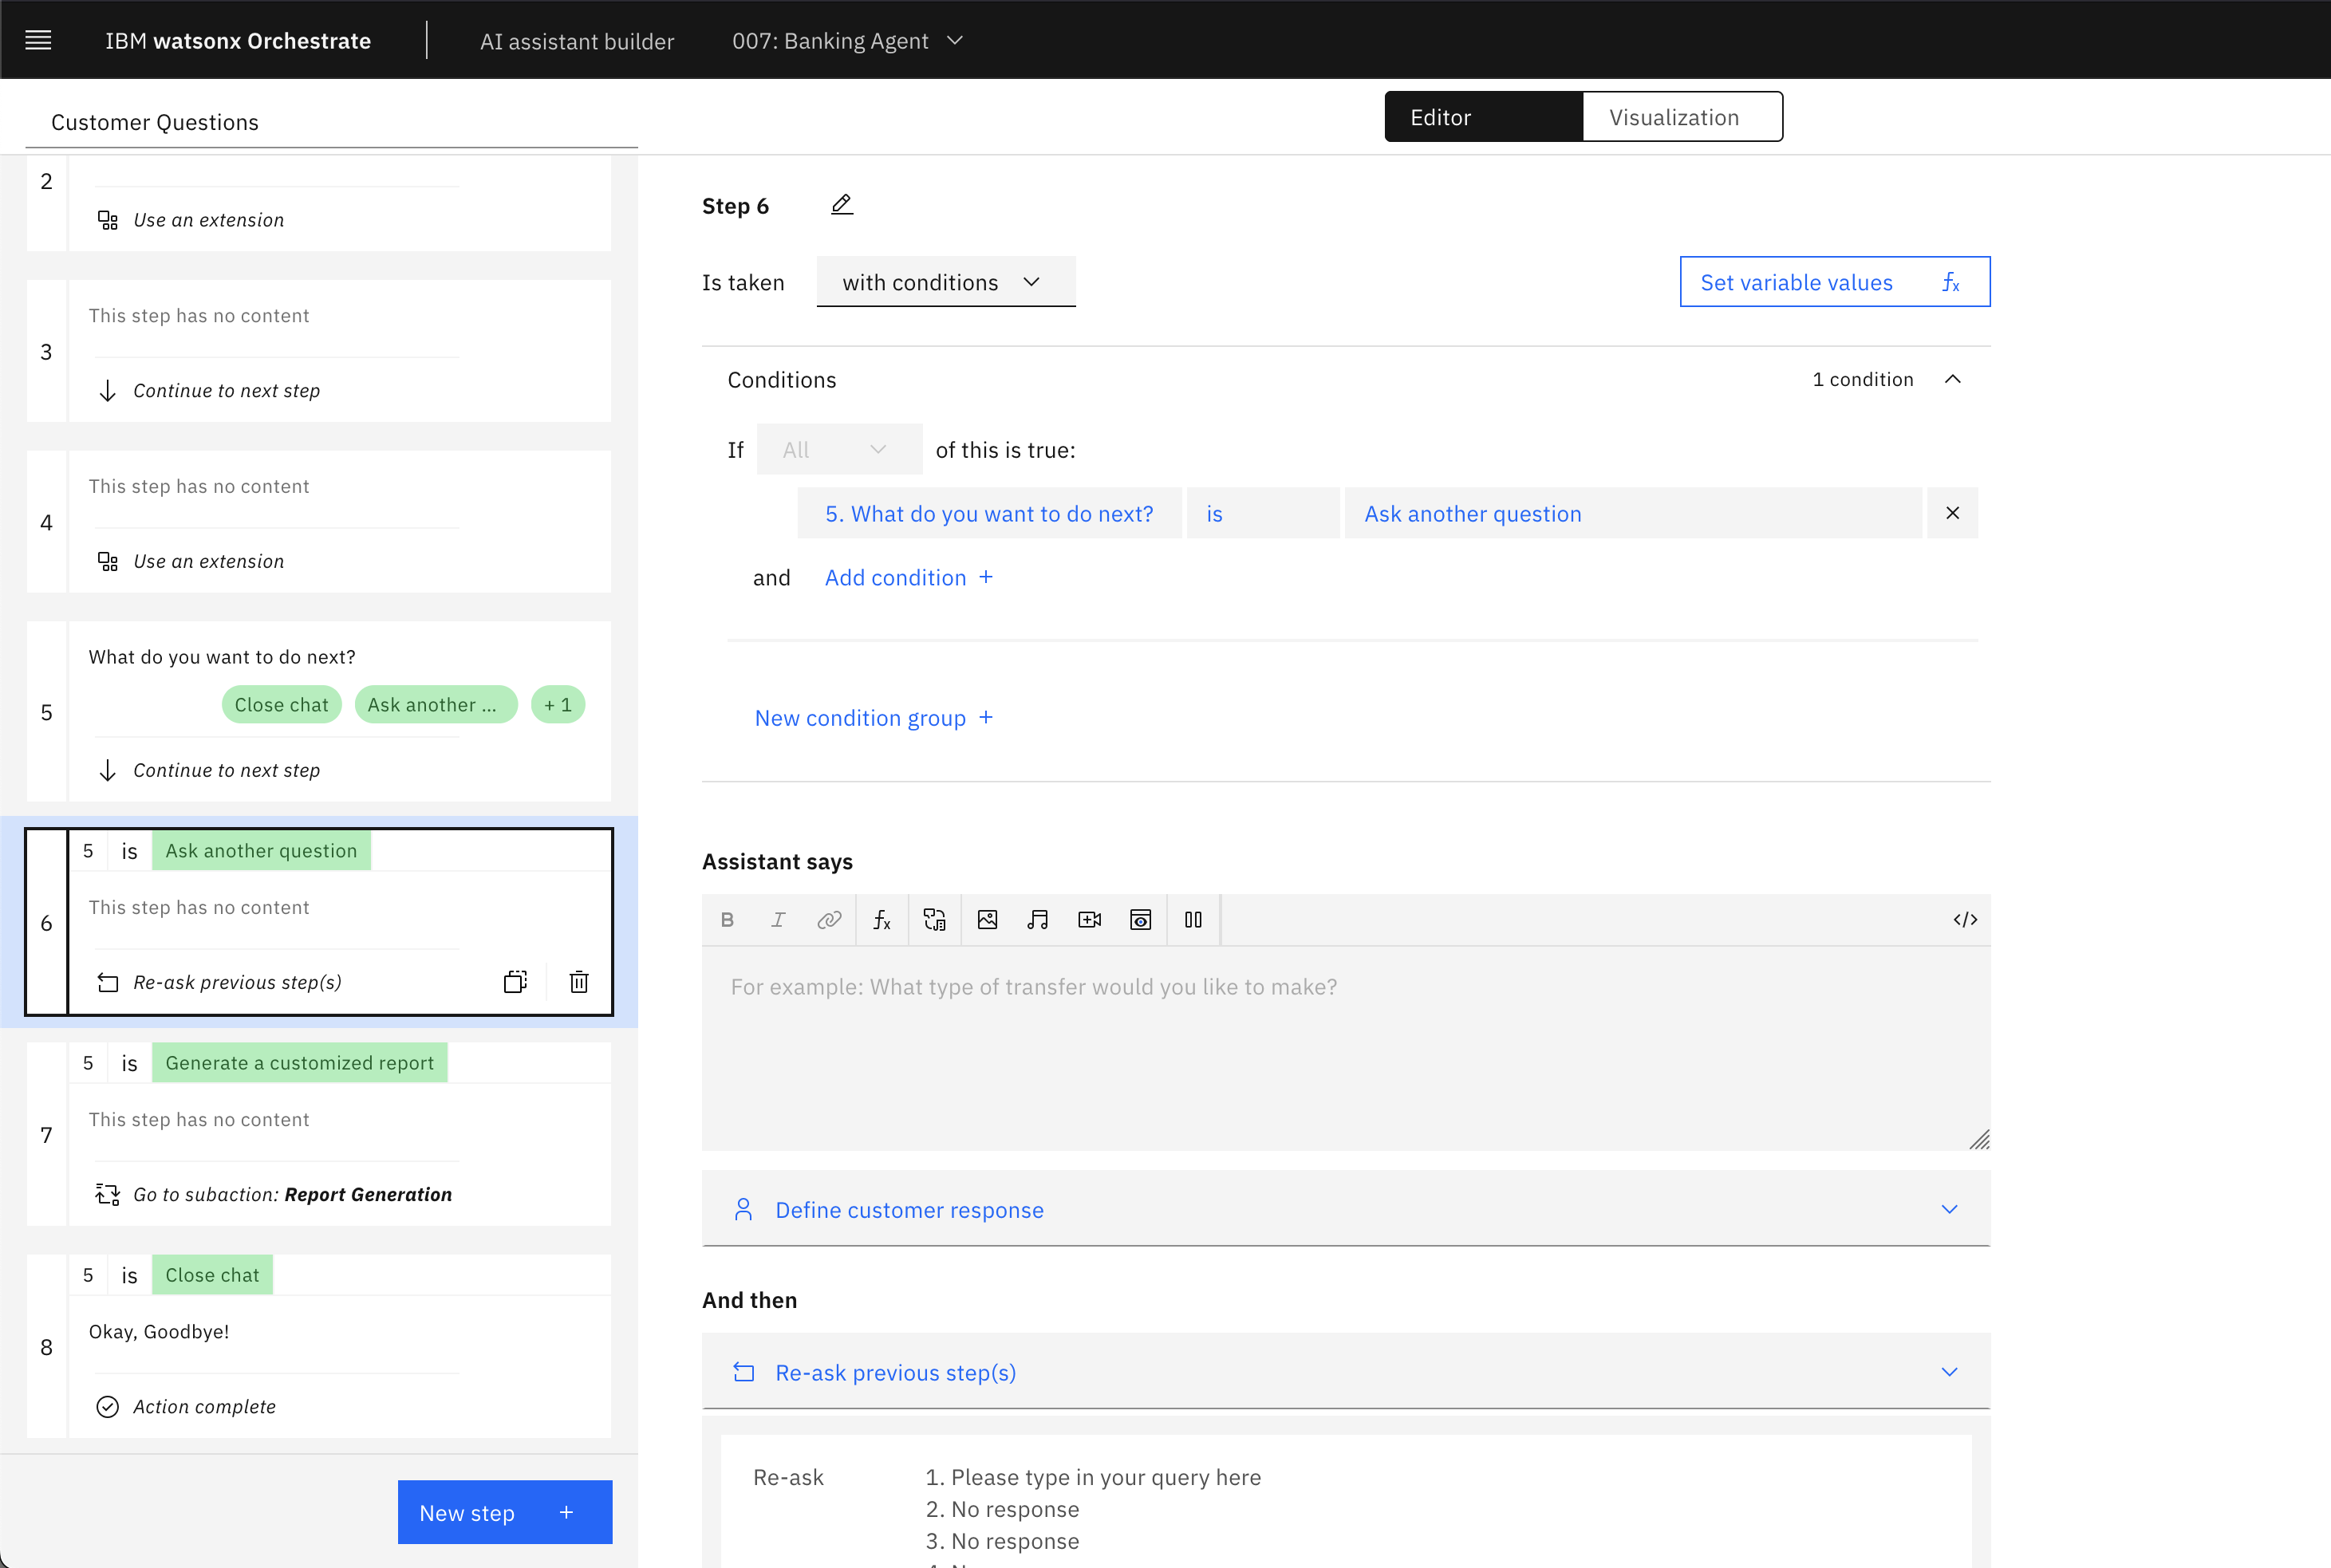 IBM watsonx Orchestrate
AI assistant builder
007: Banking Agent
Customer Questions
Editor
Visualization
2
Use an extension
3
This step has no content
Continue to next step
4
This step has no content
Use an extension
5
What do you want to do next?
Close chat
Ask another ...
+ 1
Continue to next step
6
5 is Ask another question
This step has no content
Re-ask previous step(s)
7
5 is Generate a customized report
This step has no content
Go to subaction: Report Generation
8
5 is Close chat
Okay, Goodbye!
Action complete
New step +
Step 6
Is taken with conditions
Set variable values fx
Conditions
1 condition
If All of this is true:
5. What do you want to do next? is Ask another question
and Add condition +
New condition group +
Assistant says
B I fx </>
For example: What type of transfer would you like to make?
Define customer response
And then
Re-ask previous step(s)
Re-ask
1. Please type in your query here
2. No response
3. No response